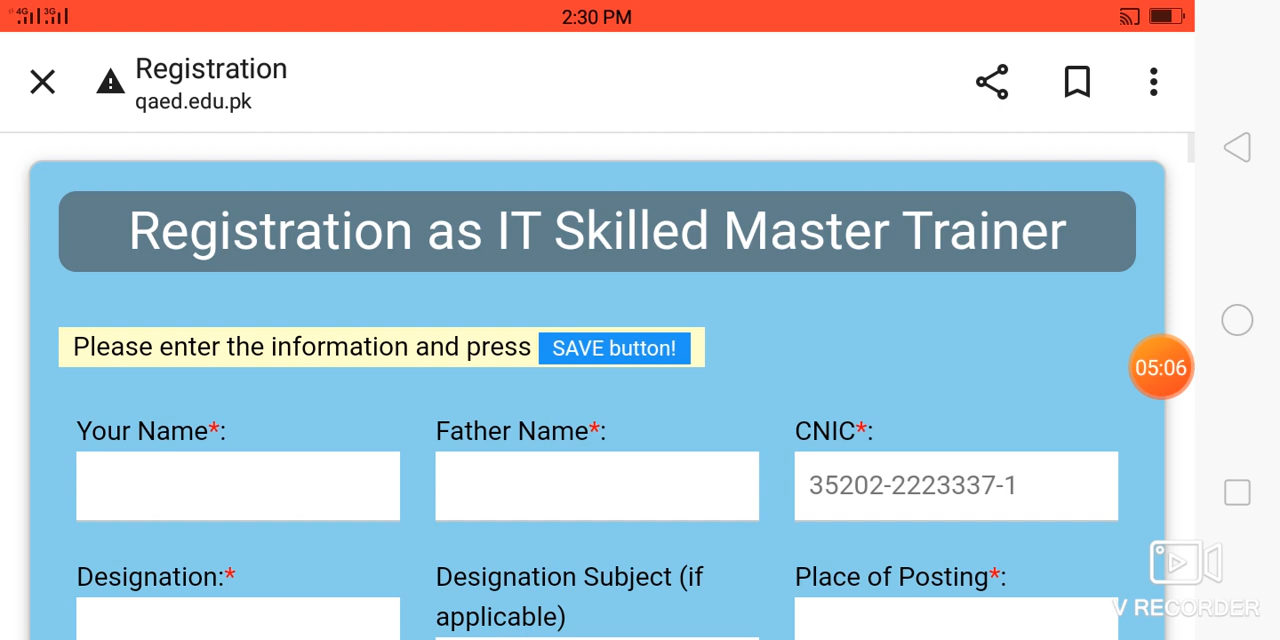 4G 3G 2:30 PM
Registration
qaed.edu.pk
Registration as IT Skilled Master Trainer
Please enter the information and press SAVE button!
05:06
Your Name*: Father Name*: CNIC*:
35202-2223337-1
Designation:* Designation Subject (if applicable) Place of Posting*:
V RECORDER